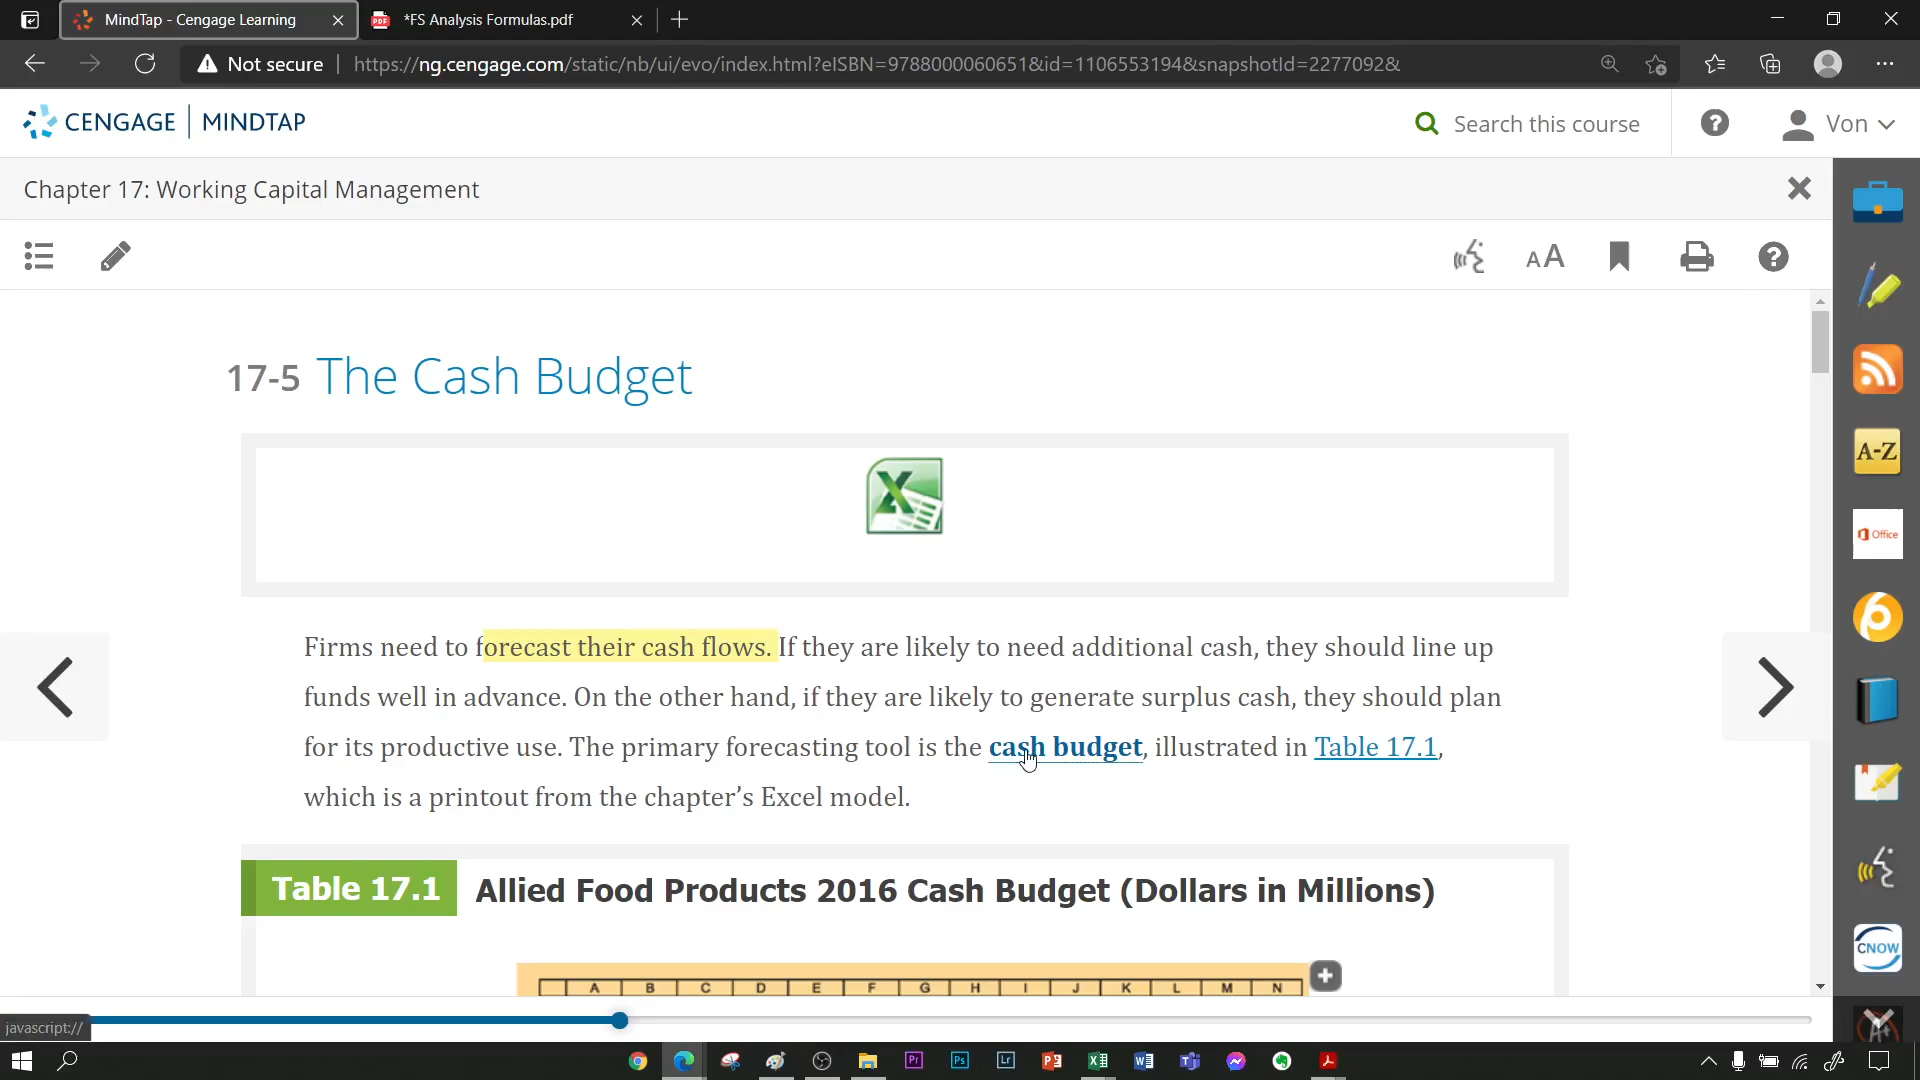 MindTap - Cengage Learning
*FS Analysis Formulas.pdf
Not secure
https://ng.cengage.com/static/nb/ui/evo/index.html?eISBN=9788000060651&id=1106553194&snapshotId=2277092&
CENGAGE MINDTAP
Search this course
Von
Chapter 17: Working Capital Management
AA
17-5 The Cash Budget
Firms need to forecast their cash flows. If they are likely to need additional cash, they should line up
funds well in advance. On the other hand, if they are likely to generate surplus cash, they should plan
for its productive use. The primary forecasting tool is the cash budget, illustrated in Table 17.1,
which is a printout from the chapter's Excel model.
Table 17.1 Allied Food Products 2016 Cash Budget (Dollars in Millions)
A B C D E F G H I J K L M N
A-Z
Office
CNOW
A+
javascript://
Pr
Ps
Lr